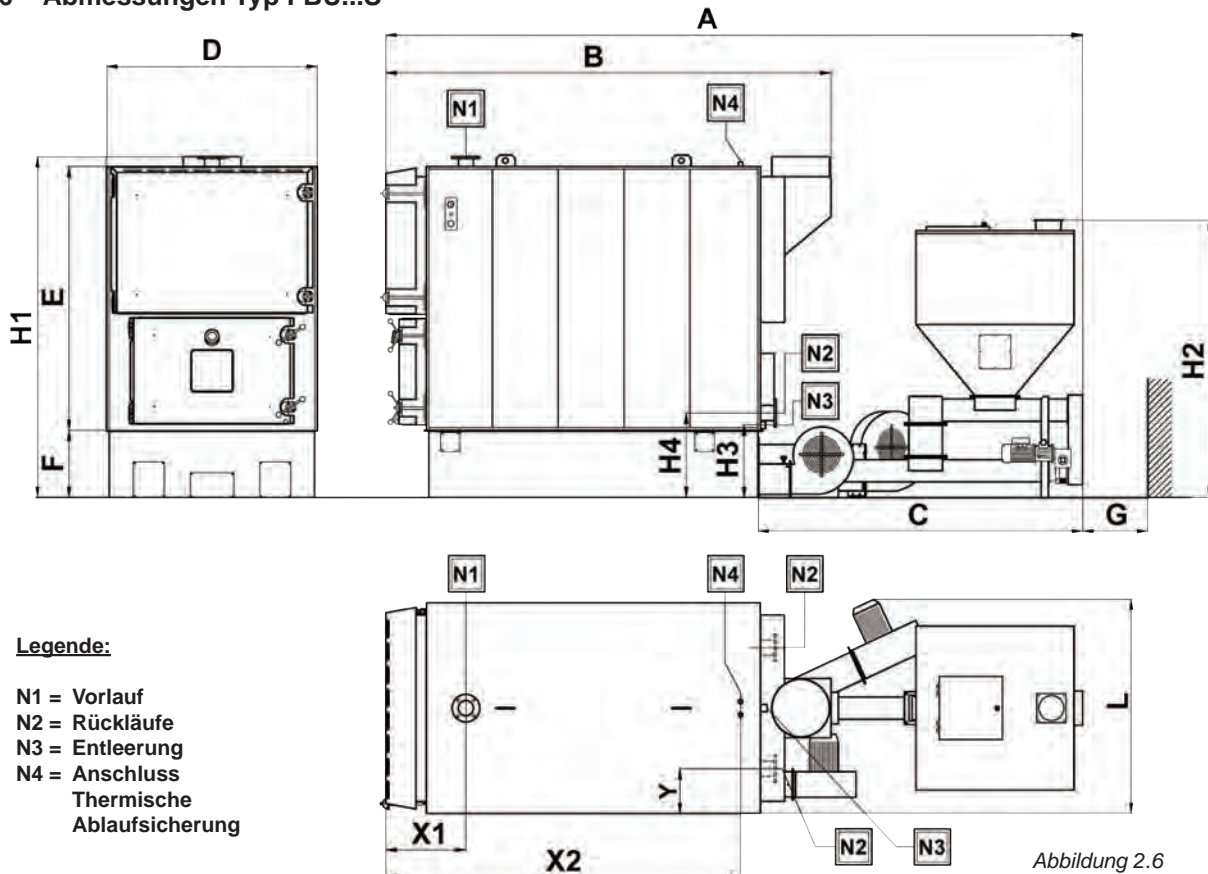 Abmessungen Typ
A
D
B
N1
N4
H1
E
F
N2
N3
H4
H3
H2
C
G
N1
N4
N2
L
Y
X1
X2
N2
N3
Legende:
N1 = Vorlauf
N2 = Rückläufe
N3 = Entleerung
N4 = Anschluss
Thermische
Ablaufsicherung
Abbildung 2.6